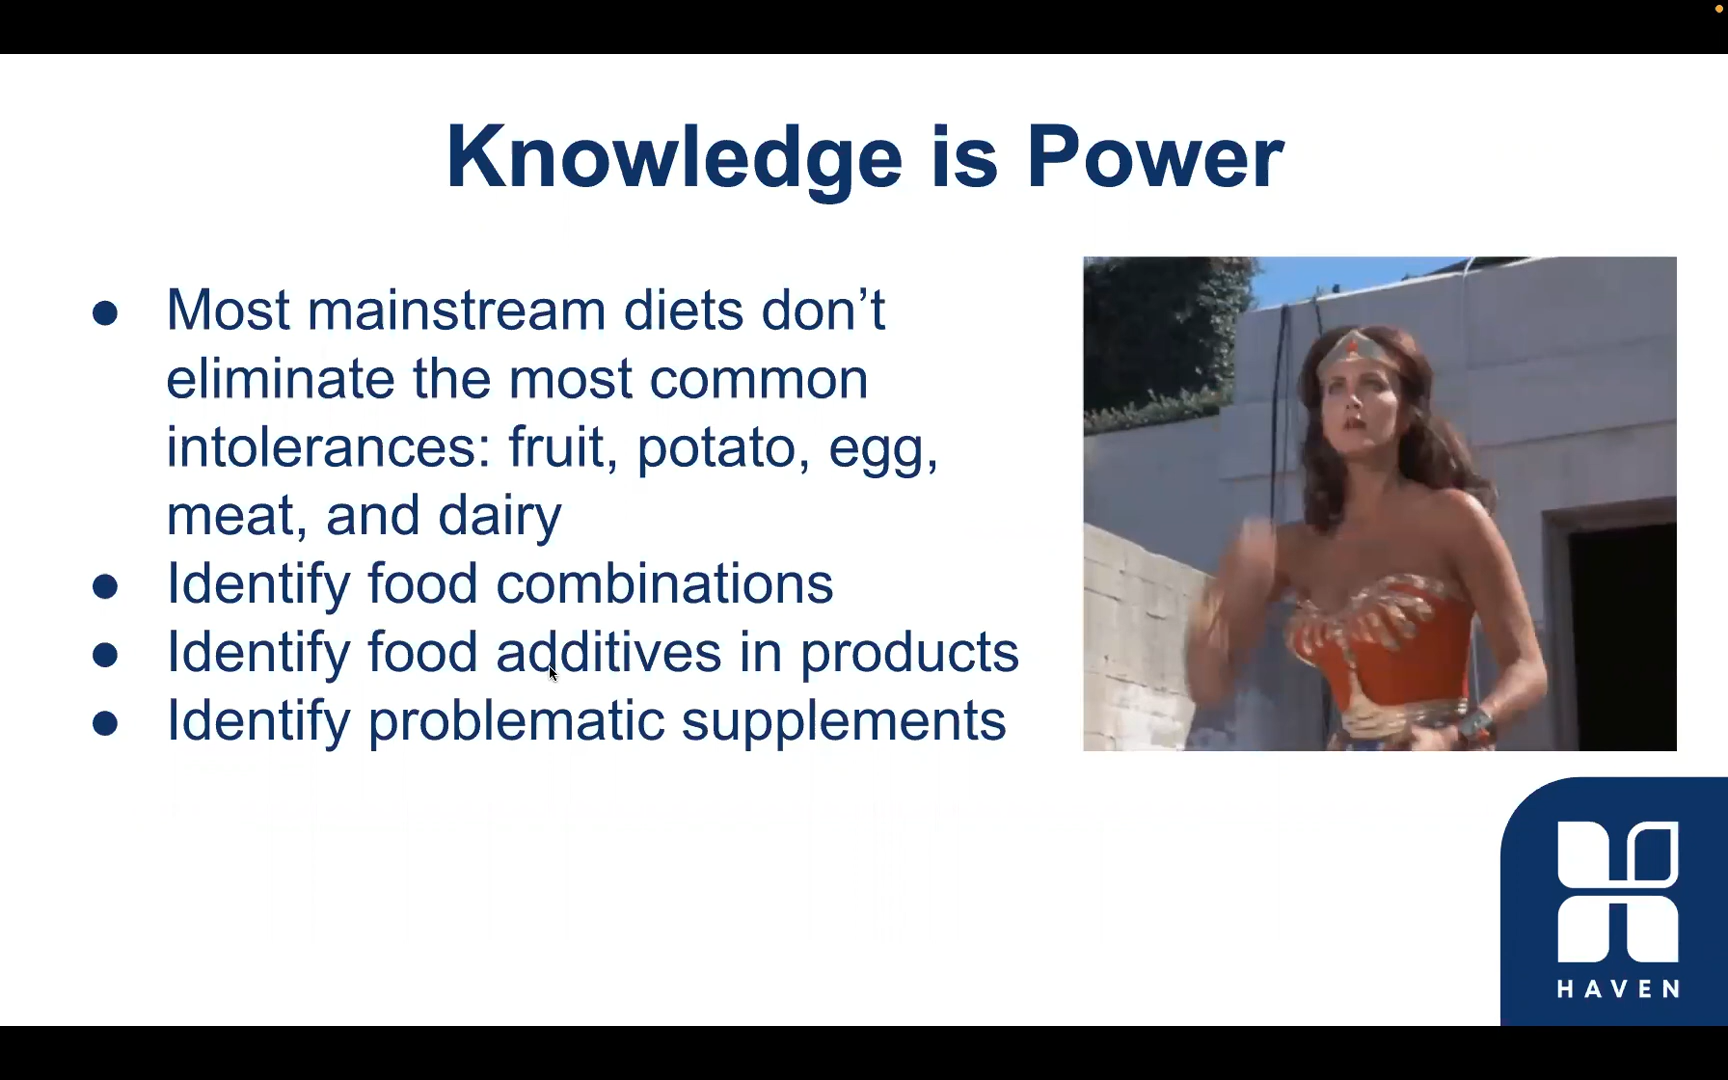 Knowledge is Power
● Most mainstream diets don’t
eliminate the most common
intolerances: fruit, potato, egg,
meat, and dairy
● Identify food combinations
● Identify food additives in products
● Identify problematic supplements
HAVEN